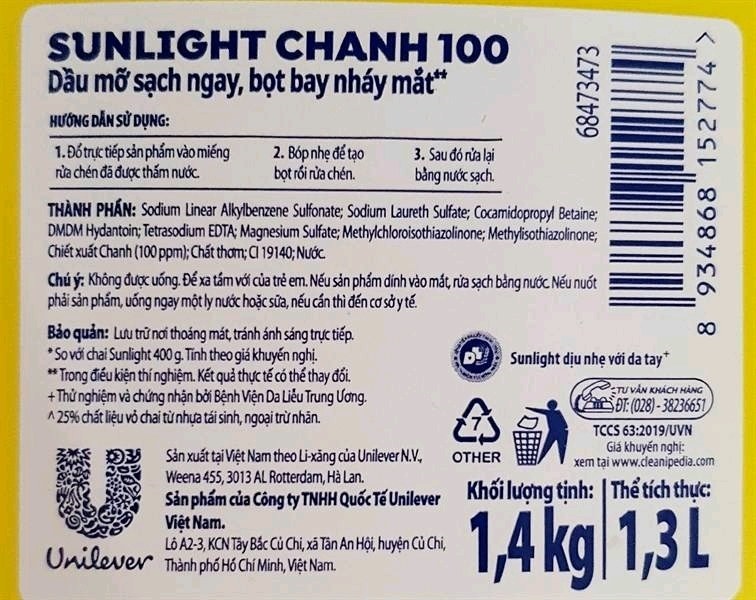 SUNLIGHT CHANH 100
Dầu mỡ sạch ngay, bọt bay nháy mắt**
HƯỚNG DẪN SỬ DỤNG:
1. Đổ trực tiếp sản phẩm vào miếng rửa chén đã được thấm nước.
2. Bóp nhẹ để tạo bọt rồi rửa chén.
3. Sau đó rửa lại bằng nước sạch.
THÀNH PHẦN: Sodium Linear Alkylbenzene Sulfonate; Sodium Laureth Sulfate; Cocamidopropyl Betaine;
DMDM Hydantoin; Tetrasodium EDTA; Magnesium Sulfate; Methylchloroisothiazolinone; Methylisothiazolinone;
Chiết xuất Chanh (100 ppm); Chất thơm; CI 19140; Nước.
Chú ý: Không được uống. Để xa tầm với của trẻ em. Nếu sản phẩm dính vào mắt, rửa sạch bằng nước. Nếu nuốt
phải sản phẩm, uống ngay một ly nước hoặc sữa, nếu cần thì đến cơ sở y tế.
Bảo quản: Lưu trữ nơi thoáng mát, tránh ánh sáng trực tiếp.
* So với chai Sunlight 400 g. Tính theo giá khuyến nghị.
** Trong điều kiện thí nghiệm. Kết quả thực tế có thể thay đổi.
+ Thử nghiệm và chứng nhận bởi Bệnh Viện Da Liễu Trung Ương.
^ 25% chất liệu vỏ chai từ nhựa tái sinh, ngoại trừ nhãn.
68473473
8 934868 152774 >
Sunlight dịu nhẹ với da tay+
TƯ VẤN KHÁCH HÀNG
ĐT: (028) - 38236651
7
OTHER
TCCS 63:2019/UVN
Giá khuyến nghị:
xem tại www.cleanipedia.com
Unilever
Sản xuất tại Việt Nam theo Li-xăng của Unilever N.V.,
Weena 455, 3013 AL Rotterdam, Hà Lan.
Sản phẩm của Công ty TNHH Quốc Tế Unilever
Việt Nam.
Lô A2-3, KCN Tây Bắc Củ Chi, xã Tân An Hội, huyện Củ Chi,
Thành phố Hồ Chí Minh, Việt Nam.
Khối lượng tịnh:
1,4 kg
Thể tích thực:
1,3 L